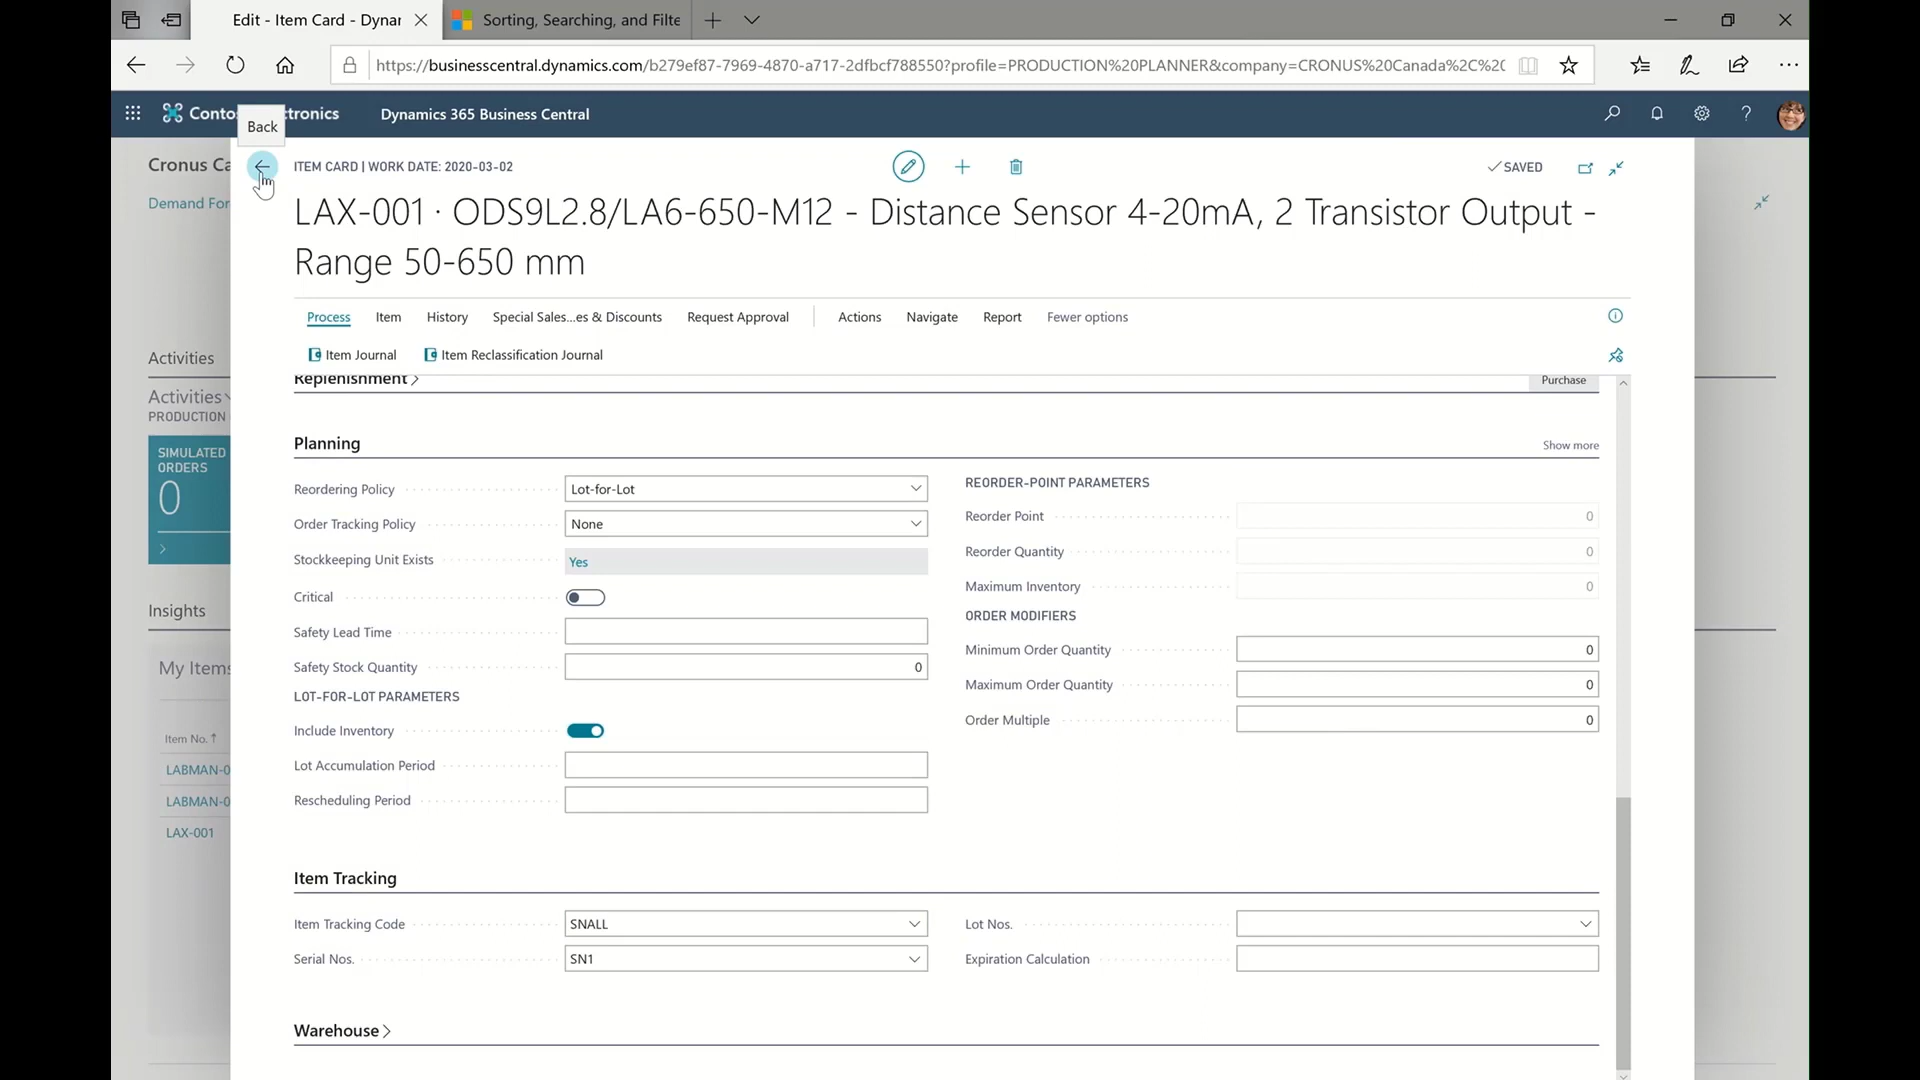 Edit - Item Card - Dynar
Sorting, Searching, and Filte
https://businesscentral.dynamics.com/b279ef87-7969-4870-a717-2dfbcf788550?profile=PRODUCTION%20PLANNER&company=CRONUS%20Canada%2C%2(
Conto
ctronics
Dynamics 365 Business Central
?
Back
Cronus Ca
ITEM CARD | WORK DATE: 2020-03-02
SAVED
Demand For
LAX-001 · ODS9L2.8/LA6-650-M12 - Distance Sensor 4-20mA, 2 Transistor Output -
Range 50-650 mm
Process
Item
History
Special Sales...es & Discounts
Request Approval
Actions
Navigate
Report
Fewer options
Item Journal
Item Reclassification Journal
Activities
Activities
PRODUCTION
SIMULATED
ORDERS
0
Insights
My Items
Item No. ↑
LABMAN-0
LABMAN-0
LAX-001
Replenishment >
Purchase
Planning
Show more
Reordering Policy
Lot-for-Lot
Order Tracking Policy
None
Stockkeeping Unit Exists
Yes
Critical
Safety Lead Time
Safety Stock Quantity
0
LOT-FOR-LOT PARAMETERS
Include Inventory
Lot Accumulation Period
Rescheduling Period
REORDER-POINT PARAMETERS
Reorder Point
0
Reorder Quantity
0
Maximum Inventory
0
ORDER MODIFIERS
Minimum Order Quantity
0
Maximum Order Quantity
0
Order Multiple
0
Item Tracking
Item Tracking Code
SNALL
Serial Nos.
SN1
Lot Nos.
Expiration Calculation
Warehouse >